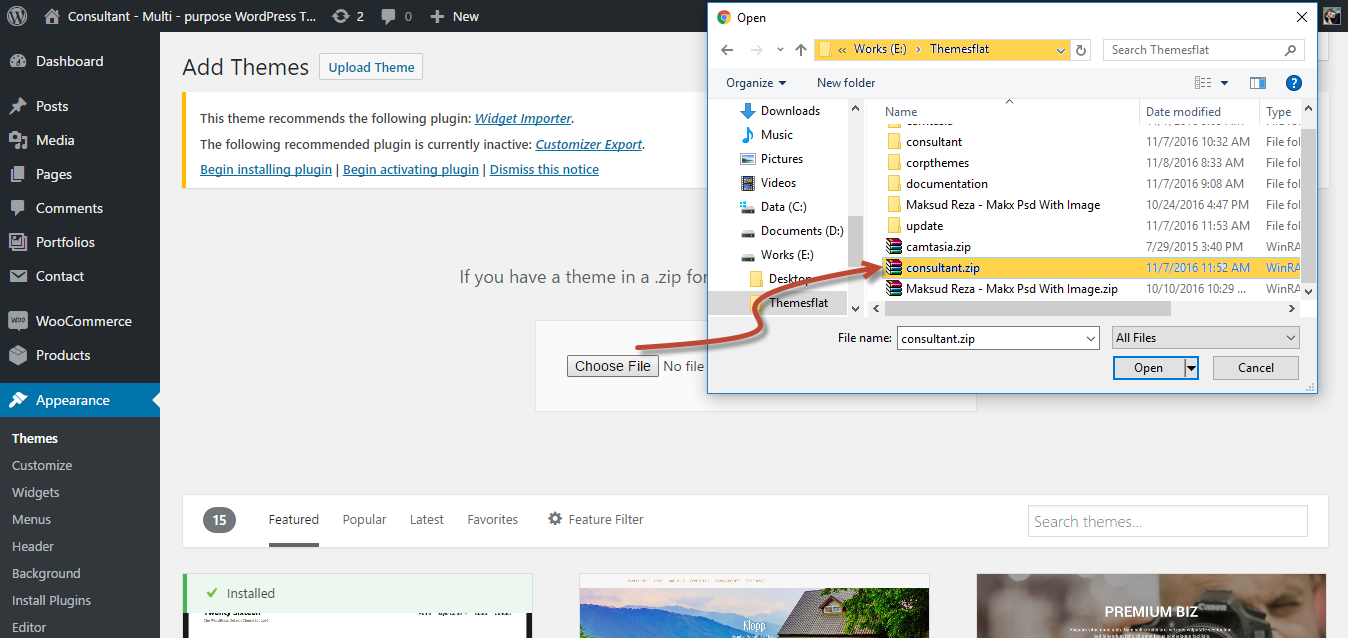 Consultant - Multi - purpose WordPress T... 2 0 New
Dashboard
Posts
Media
Pages
Comments
Portfolios
Contact
WooCommerce
Products
Appearance
Themes
Customize
Widgets
Menus
Header
Background
Install Plugins
Editor
Add Themes Upload Theme
This theme recommends the following plugin: Widget Importer.
The following recommended plugin is currently inactive: Customizer Export.
Begin installing plugin | Begin activating plugin | Dismiss this notice
If you have a theme in a .zip for
Choose File No file
Open
« Works (E:) › Themesflat
Search Themesflat
Organize New folder
Downloads
Music
Pictures
Videos
Data (C:)
Documents (D:)
Works (E:)
Desktop
Themesflat
Name Date modified Type
consultant 11/7/2016 10:32 AM File fol
corpthemes 11/8/2016 8:33 AM File fol
documentation 11/7/2016 9:08 AM File fol
Maksud Reza - Makx Psd With Image 10/24/2016 4:47 PM File fol
update 11/7/2016 11:53 AM File fol
camtasia.zip 7/29/2015 3:40 PM WinRA
consultant.zip 11/7/2016 11:52 AM WinRA
Maksud Reza - Makx Psd With Image.zip 10/10/2016 10:29 ... WinRA
File name: consultant.zip All Files
Open Cancel
15 Featured Popular Latest Favorites Feature Filter
Search themes...
Installed
Twenty Sixteen
Klopp
PREMIUM BIZ
Canon